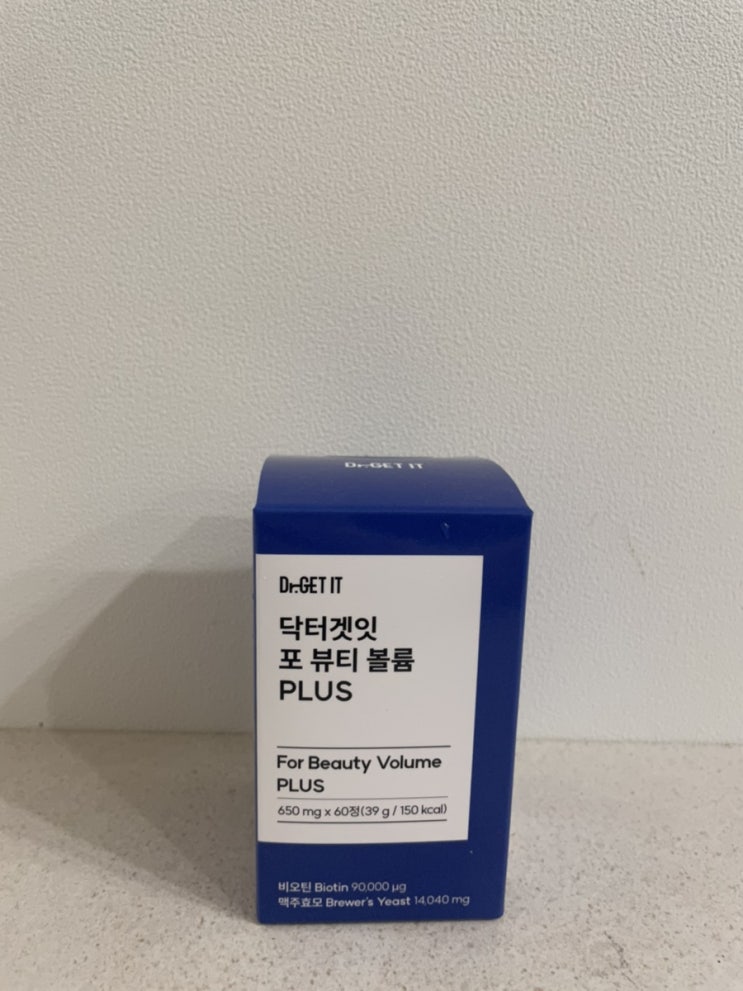 Dr.GET IT
Dr.GET IT
닥터겟잇
포 뷰티 볼륨
PLUS
For Beauty Volume
PLUS
650 mg x 60정(39 g / 150 kcal)
비오틴 Biotin 90,000 μg
맥주효모 Brewer's Yeast 14,040 mg